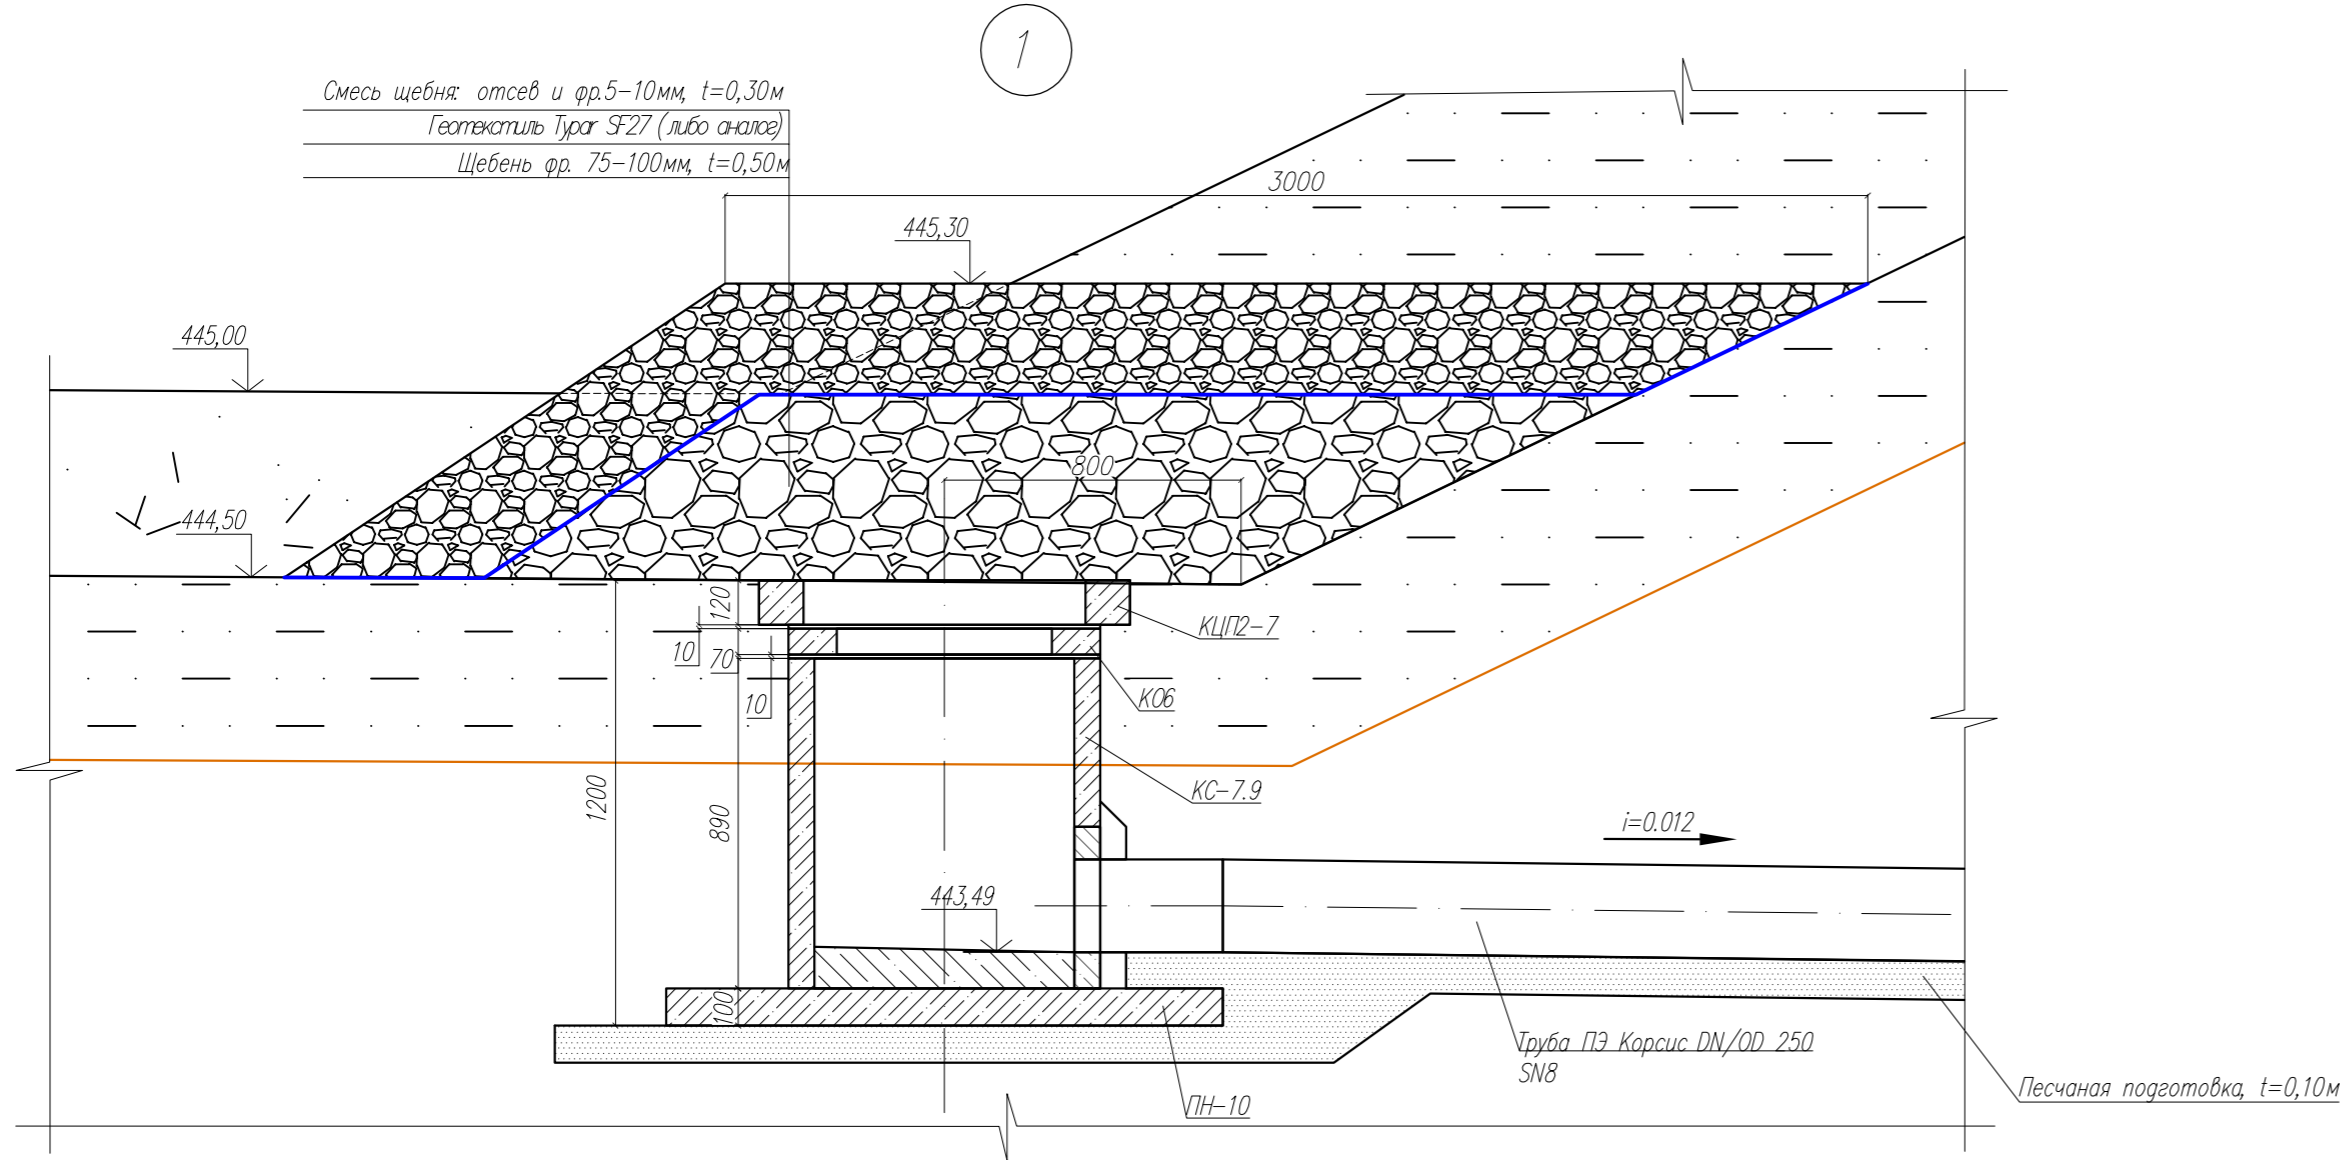 1
Смесь щебня: отсев и фр.5-10мм, t=0,30м
Геотекстиль Typar SF27 (либо аналог)
Щебень фр. 75-100мм, t=0,50м
3000
445,30
445,00
800
444,50
120
КЦП2-7
10
70
КО6
10
КС-7.9
1200
890
i=0.012
443,49
100
Труба ПЭ Корсис DN/OD 250
SN8
Песчаная подготовка, t=0,10м
ПН-10